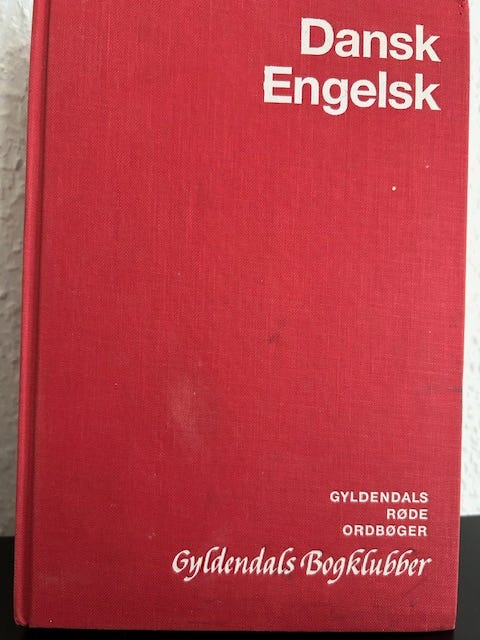 Dansk
Engelsk
GYLDENDALS
RØDE
ORDBØGER
Gyldendals Bogklubber